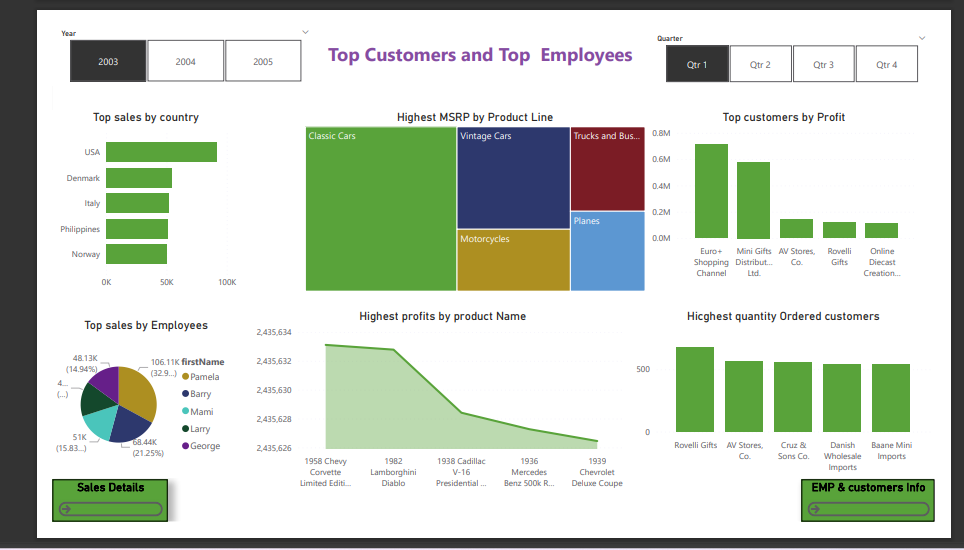 Year
2003
2004
2005
Top Customers and Top Employees
Quarter
Qtr 1
Qtr 2
Qtr 3
Qtr 4
Top sales by country
USA
Denmark
Italy
Philippines
Norway
0K
50K
100K
Highest MSRP by Product Line
Classic Cars
Vintage Cars
Trucks and Bus...
Motorcycles
Planes
Top customers by Profit
0.8M
0.6M
0.4M
0.2M
0.0M
Euro+
Shopping
Channel
Mini Gifts
Distribut...
Ltd.
AV Stores,
Co.
Rovelli
Gifts
Online
Diecast
Creation...
Top sales by Employees
48.13K
(14.94%)
106.11K
(32.9...)
4...
(...)
51K
(15.83...)
68.44K
(21.25%)
firstName
Pamela
Barry
Mami
Larry
George
Highest profits by product Name
2,435,634
2,435,632
2,435,630
2,435,628
2,435,626
1958 Chevy
Corvette
Limited Editi...
1982
Lamborghini
Diablo
1938 Cadillac
V-16
Presidential ...
1936
Mercedes
Benz 500k R...
1939
Chevrolet
Deluxe Coupe
Hicghest quantity Ordered customers
500
0
Rovelli Gifts
AV Stores,
Co.
Cruz &
Sons Co.
Danish
Wholesale
Imports
Baane Mini
Imports
Sales Details
EMP & customers Info